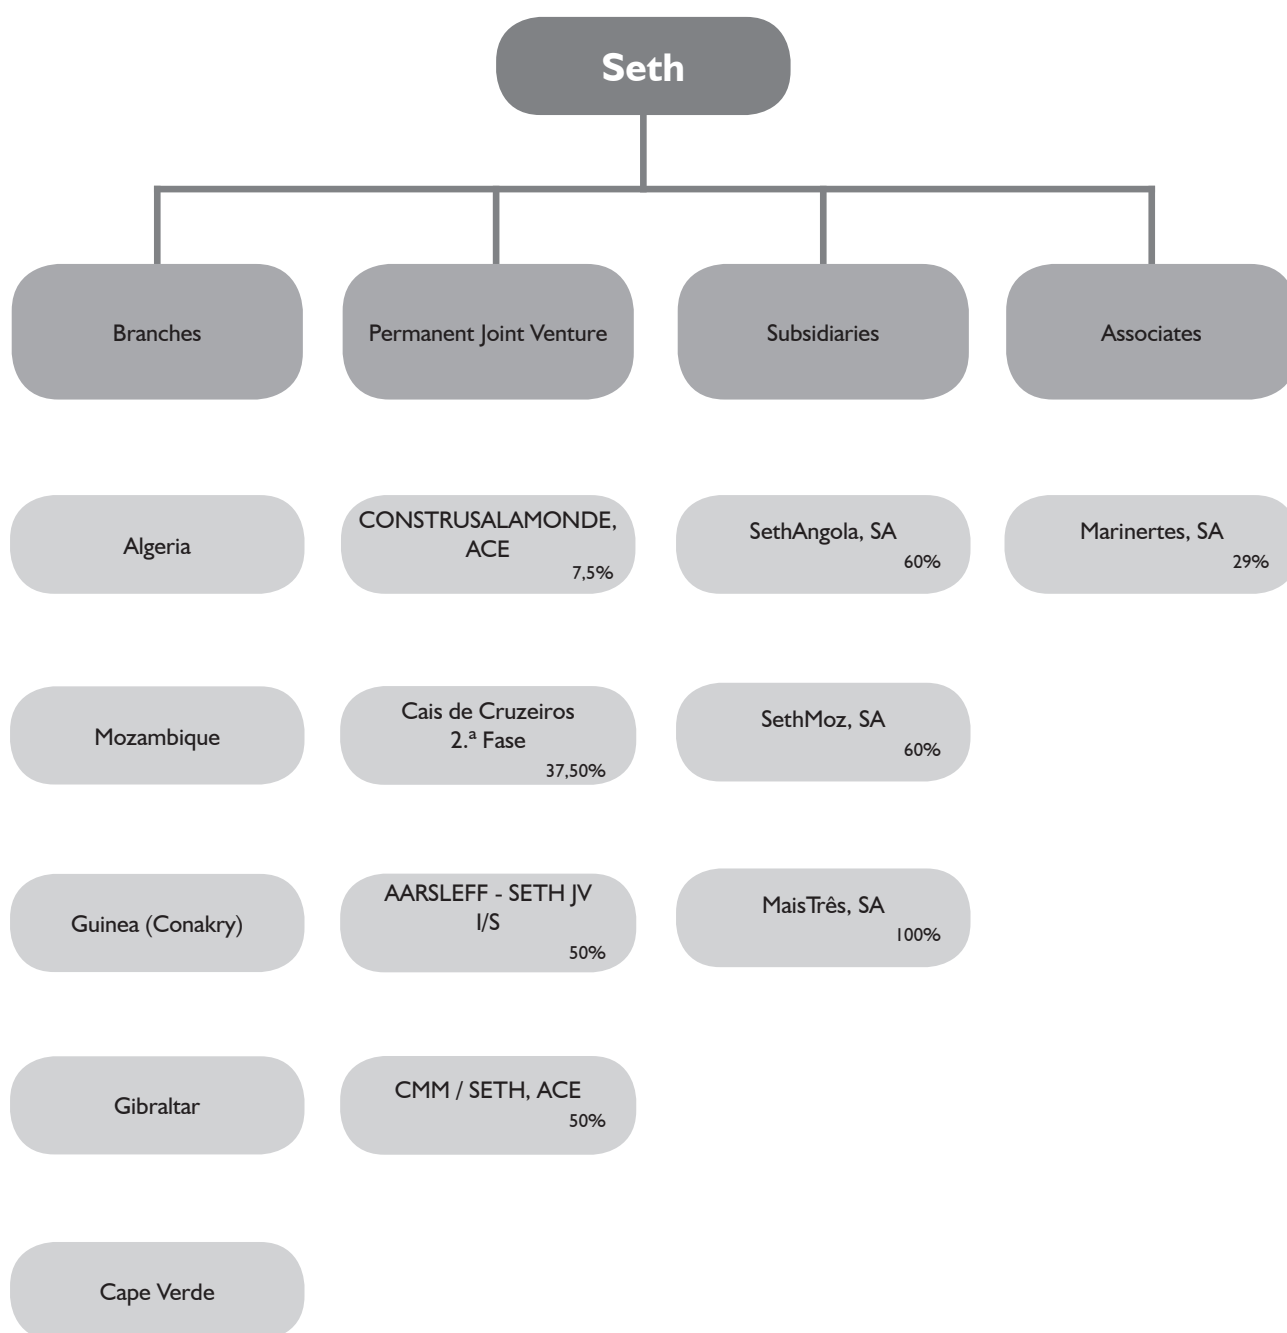 Seth
Branches
Permanent Joint Venture
Subsidiaries
Associates
Algeria
CONSTRUSALAMONDE,
ACE
7,5%
SethAngola, SA
60%
Marinertes, SA
29%
Mozambique
Cais de Cruzeiros
2.ª Fase
37,50%
SethMoz, SA
60%
Guinea (Conakry)
AARSLEFF - SETH JV
I/S
50%
MaisTrês, SA
100%
Gibraltar
CMM / SETH, ACE
50%
Cape Verde